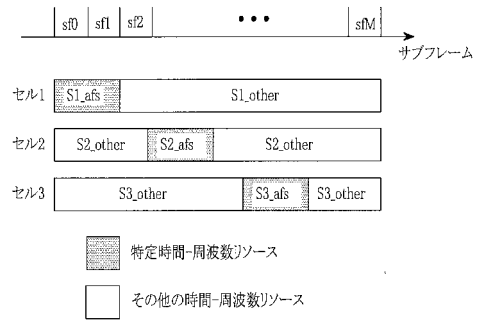 sf0 sf1 sf2 ••• sfM
サブフレーム
セル1 S1_afs S1_other
セル2 S2_other S2_afs S2_other
セル3 S3_other S3_afs S3_other
特定時間-周波数リソース
その他の時間-周波数リソース